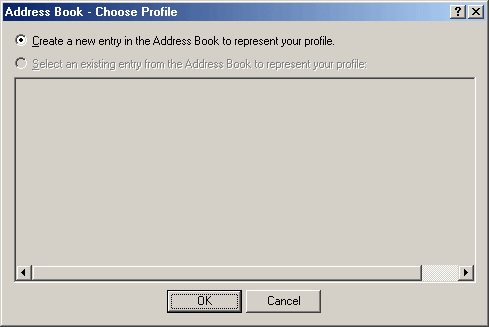 Address Book - Choose Profile
Create a new entry in the Address Book to represent your profile.
Select an existing entry from the Address Book to represent your profile:
OK
Cancel